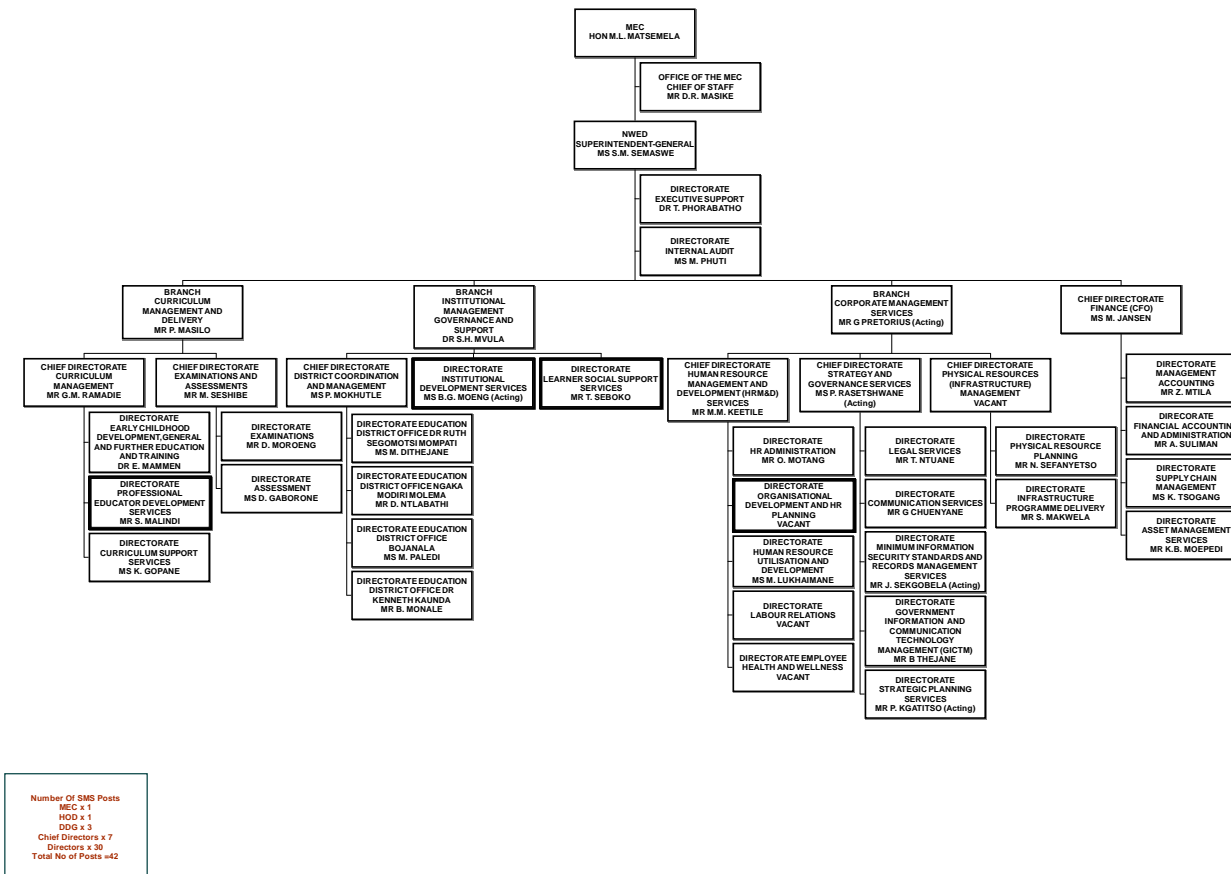 MEC
HON M.L. MATSEMELA
OFFICE OF THE MEC
CHIEF OF STAFF
MR D.R. MASIKE
NWED
SUPERINTENDENT-GENERAL
MS S.M. SEMASWE
DIRECTORATE
EXECUTIVE SUPPORT
DR T. PHORABATHO
DIRECTORATE
INTERNAL AUDIT
MS M. PHUTI
BRANCH
CURRICULUM
MANAGEMENT AND
DELIVERY
MR P. MASILO
BRANCH
INSTITUTIONAL
MANAGEMENT
GOVERNANCE AND
SUPPORT
DR S.H. MVULA
BRANCH
CORPORATE MANAGEMENT
SERVICES
MR G PRETORIUS (Acting)
CHIEF DIRECTORATE
FINANCE (CFO)
MS M. JANSEN
CHIEF DIRECTORATE
CURRICULUM
MANAGEMENT
MR G.M. RAMADIE
CHIEF DIRECTORATE
EXAMINATIONS AND
ASSESSMENTS
MR M. SESHIBE
CHIEF DIRECTORATE
DISTRICT COORDINATION
AND MANAGEMENT
MS P. MOKHUTLE
DIRECTORATE
INSTITUTIONAL
DEVELOPMENT SERVICES
MS B.G. MOENG (Acting)
DIRECTORATE
LEARNER SOCIAL SUPPORT
SERVICES
MR T. SEBOKO
CHIEF DIRECTORATE
HUMAN RESOURCE
MANAGEMENT AND
DEVELOPMENT (HRM&D)
SERVICES
MR M.M. KEETILE
CHIEF DIRECTORATE
STRATEGY AND
GOVERNANCE SERVICES
MS P. RASETSHWANE
(Acting)
CHIEF DIRECTORATE
PHYSICAL RESOURCES
(INFRASTRUCTURE)
MANAGEMENT
VACANT
DIRECTORATE
MANAGEMENT
ACCOUNTING
MR Z. MTILA
DIRECORATE
FINANCIAL ACCOUNTING
AND ADMINISTRATION
MR A. SULIMAN
DIRECTORATE
SUPPLY CHAIN
MANAGEMENT
MS K. TSOGANG
DIRECTORATE
ASSET MANAGEMENT
SERVICES
MR K.B. MOEPEDI
DIRECTORATE
EARLY CHILDHOOD
DEVELOPMENT,GENERAL
AND FURTHER EDUCATION
AND TRAINING
DR E. MAMMEN
DIRECTORATE
PROFESSIONAL
EDUCATOR DEVELOPMENT
SERVICES
MR S. MALINDI
DIRECTORATE
CURRICULUM SUPPORT
SERVICES
MS K. GOPANE
DIRECTORATE
EXAMINATIONS
MR D. MOROENG
DIRECTORATE
ASSESSMENT
MS D. GABORONE
DIRECTORATE EDUCATION
DISTRICT OFFICE DR RUTH
SEGOMOTSI MOMPATI
MS M. DITHEJANE
DIRECTORATE EDUCATION
DISTRICT OFFICE NGAKA
MODIRI MOLEMA
MR D. NTLABATHI
DIRECTORATE EDUCATION
DISTRICT OFFICE
BOJANALA
MS M. PALEDI
DIRECTORATE EDUCATION
DISTRICT OFFICE DR
KENNETH KAUNDA
MR B. MONALE
DIRECTORATE
HR ADMINISTRATION
MR O. MOTANG
DIRECTORATE
ORGANISATIONAL
DEVELOPMENT AND HR
PLANNING
VACANT
DIRECTORATE
HUMAN RESOURCE
UTILISATION AND
DEVELOPMENT
MS M. LUKHAIMANE
DIRECTORATE
LABOUR RELATIONS
VACANT
DIRECTORATE EMPLOYEE
HEALTH AND WELLNESS
VACANT
DIRECTORATE
LEGAL SERVICES
MR T. NTUANE
DIRECTORATE
COMMUNICATION SERVICES
MR G CHUENYANE
DIRECTORATE
MINIMUM INFORMATION
SECURITY STANDARDS AND
RECORDS MANAGEMENT
SERVICES
MR J. SEKGOBELA (Acting)
DIRECTORATE
GOVERNMENT
INFORMATION AND
COMMUNICATION
TECHNOLOGY
MANAGEMENT (GICTM)
MR B THEJANE
DIRECTORATE
STRATEGIC PLANNING
SERVICES
MR P. KGATITSO (Acting)
DIRECTORATE
PHYSICAL RESOURCE
PLANNING
MR N. SEFANYETSO
DIRECTORATE
INFRASTRUCTURE
PROGRAMME DELIVERY
MR S. MAKWELA
Number Of SMS Posts
MEC x 1
HOD x 1
DDG x 3
Chief Directors x 7
Directors x 30
Total No of Posts =42